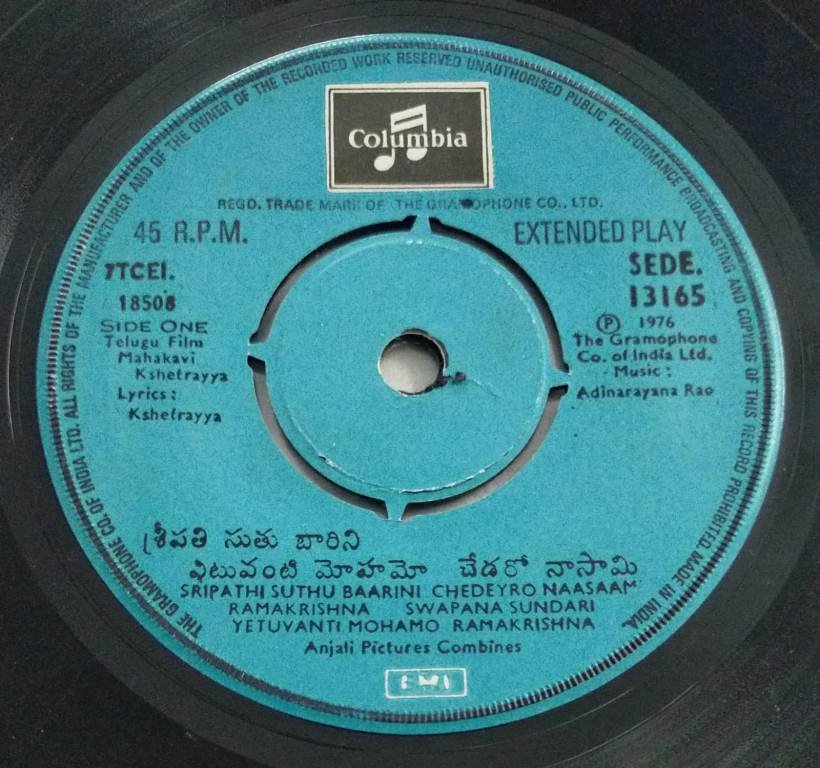 THE GRAMOPHONE CO. OF INDIA LTD. ALL RIGHTS OF THE MANUFACTURER AND OF THE OWNER OF THE RECORDED WORK RESERVED UNAUTHORISED PUBLIC PERFORMANCE BROADCASTING AND COPYING OF THIS RECORD PROHIBITED MADE IN INDIA.
Columbia
REGD. TRADE MARK OF THE GRAMOPHONE CO., LTD.
45 R.P.M. EXTENDED PLAY
7TCEI. SEDE.
18508 13165
SIDE ONE ℗ 1976
Telugu Film The Gramophone
Mahakavi Co. of India Ltd.
Kshetrayya Music :
Lyrics : Adinarayana Rao
Kshetrayya
శ్రీపతి సుతు బారిని
ఎటువంటి మోహమో చేడరో నాసామి
SRIPATHI SUTHU BAARINI CHEDEYRO NAASAAM
RAMAKRISHNA SWAPANA SUNDARI
YETUVANTI MOHAMO RAMAKRISHNA
Anjali Pictures Combines
EMI